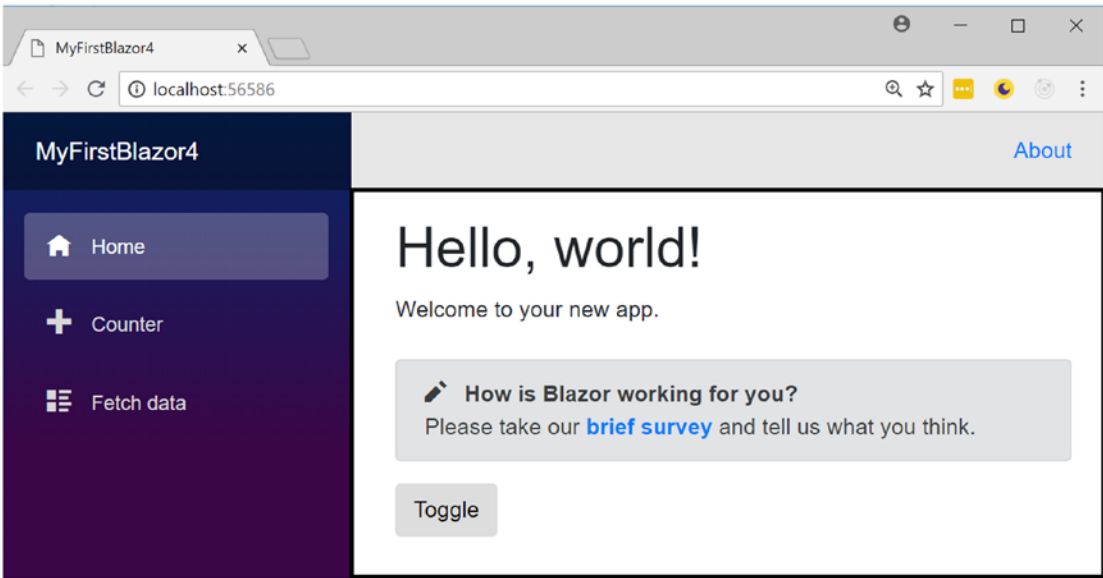 MyFirstBlazor4
localhost:56586
MyFirstBlazor4
About
Home
Counter
Fetch data
Hello, world!
Welcome to your new app.
How is Blazor working for you?
Please take our brief survey and tell us what you think.
Toggle